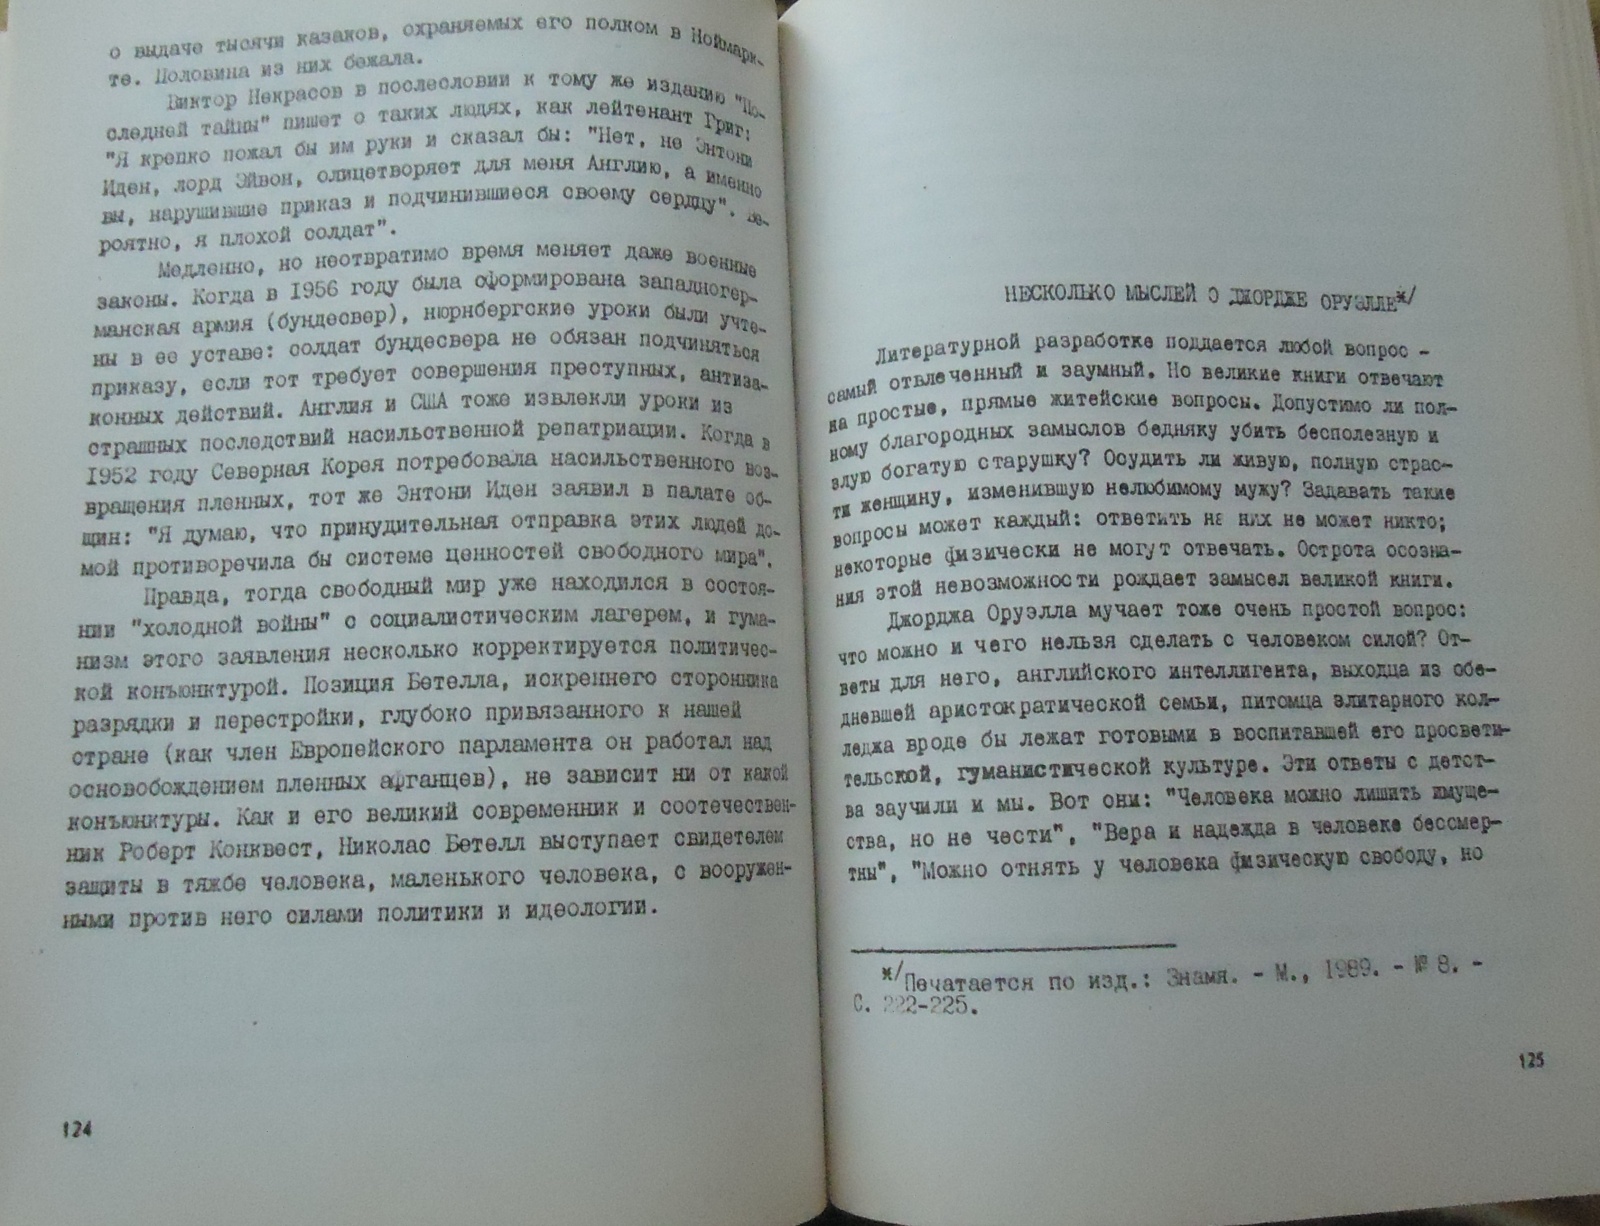 о выдаче тысячи казаков, охраняемых его полком в Ноймарк-
те. Половина из них бежала.
Виктор Некрасов в послесловии к тому же изданию "По-
следней тайны" пишет о таких людях, как лейтенант Григ:
"Я крепко пожал бы им руки и сказал бы: "Нет, не Энтони
Иден, лорд Эйвон, олицетворяет для меня Англию, а именно
вы, нарушившие приказ и подчинившиеся своему сердцу". Ве-
роятно, я плохой солдат".
Медленно, но неотвратимо время меняет даже военные
законы. Когда в 1956 году была сформирована западногер-
манская армия (бундесвер), нюрнбергские уроки были учте-
ны в ее уставе: солдат бундесвера не обязан подчиняться
приказу, если тот требует совершения преступных, антиза-
конных действий. Англия и США тоже извлекли уроки из
страшных последствий насильственной репатриации. Когда в
1952 году Северная Корея потребовала насильственного воз-
вращения пленных, тот же Энтони Иден заявил в палате об-
щин: "Я думаю, что принудительная отправка этих людей до-
мой противоречила бы системе ценностей свободного мира".
Правда, тогда свободный мир уже находился в состоя-
нии "холодной войны" с социалистическим лагерем, и гума-
низм этого заявления несколько корректируется политичес-
кой конъюнктурой. Позиция Бетелла, искреннего сторонника
разрядки и перестройки, глубоко привязанного к нашей
стране (как член Европейского парламента он работал над
основобождением пленных афганцев), не зависит ни от какой
конъюнктуры. Как и его великий современник и соотечествен-
ник Роберт Конквест, Николас Бетелл выступает свидетелем
защиты в тяжбе человека, маленького человека, с вооружен-
ными против него силами политики и идеологии.
124
НЕСКОЛЬКО МЫСЛЕЙ О ДЖОРДЖЕ ОРУЭЛЛЕ*/
Литературной разработке поддается любой вопрос -
самый отвлеченный и заумный. Но великие книги отвечают
на простые, прямые житейские вопросы. Допустимо ли пол-
ному благородных замыслов бедняку убить бесполезную и
злую богатую старушку? Осудить ли живую, полную страс-
ти женщину, изменившую нелюбимому мужу? Задавать такие
вопросы может каждый: ответить на них не может никто;
некоторые физически не могут отвечать. Острота осозна-
ния этой невозможности рождает замысел великой книги.
Джорджа Оруэлла мучает тоже очень простой вопрос:
что можно и чего нельзя сделать с человеком силой? От-
веты для него, английского интеллигента, выходца из обе-
дневшей аристократической семьи, питомца элитарного кол-
леджа вроде бы лежат готовыми в воспитавшей его просвети-
тельской, гуманистической культуре. Эти ответы с детст-
ва заучили и мы. Вот они: "Человека можно лишить имуще-
ства, но не чести", "Вера и надежда в человеке бессмер-
тны", "Можно отнять у человека физическую свободу, но
*/Печатается по изд.: Знамя. - М., 1989. - № 8. -
С. 222-225.
125